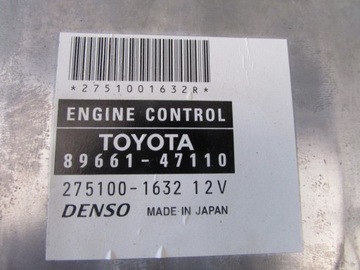 *2751001632R*
ENGINE CONTROL
TOYOTA
89661-47110
275100-1632 12V
DENSO MADE IN JAPAN